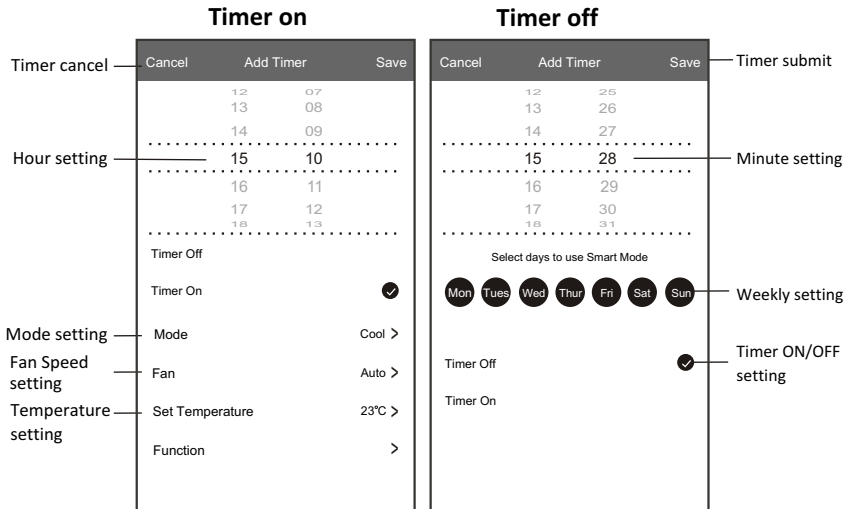 Timer on
Timer off
Timer cancel
Cancel Add Timer Save
Cancel Add Timer Save
Timer submit
12 07
13 08
14 09
15 10
16 11
17 12
18 13
Hour setting
12 25
13 26
14 27
15 28
16 29
17 30
18 31
Minute setting
Timer Off
Timer On
Mode setting
Mode Cool >
Fan Speed
setting
Fan Auto >
Temperature
setting
Set Temperature 23℃ >
Function >
Select days to use Smart Mode
Mon Tues Wed Thur Fri Sat Sun
Weekly setting
Timer Off
Timer On
Timer ON/OFF
setting